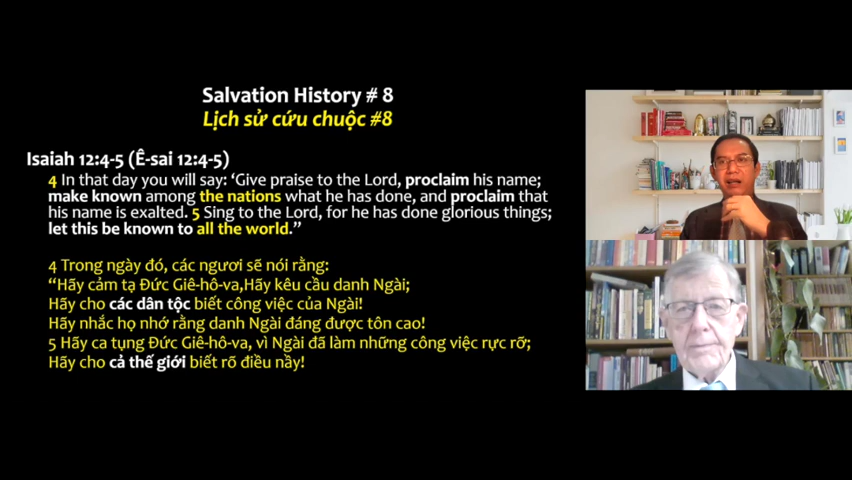 Salvation History # 8
Lịch sử cứu chuộc #8
Isaiah 12:4-5 (Ê-sai 12:4-5)
4 In that day you will say: ‘Give praise to the Lord, proclaim his name;
make known among the nations what he has done, and proclaim that
his name is exalted. 5 Sing to the Lord, for he has done glorious things;
let this be known to all the world.”
4 Trong ngày đó, các ngươi sẽ nói rằng:
“Hãy cảm tạ Đức Giê-hô-va,Hãy kêu cầu danh Ngài;
Hãy cho các dân tộc biết công việc của Ngài!
Hãy nhắc họ nhớ rằng danh Ngài đáng được tôn cao!
5 Hãy ca tụng Đức Giê-hô-va, vì Ngài đã làm những công việc rực rỡ;
Hãy cho cả thế giới biết rõ điều nầy!